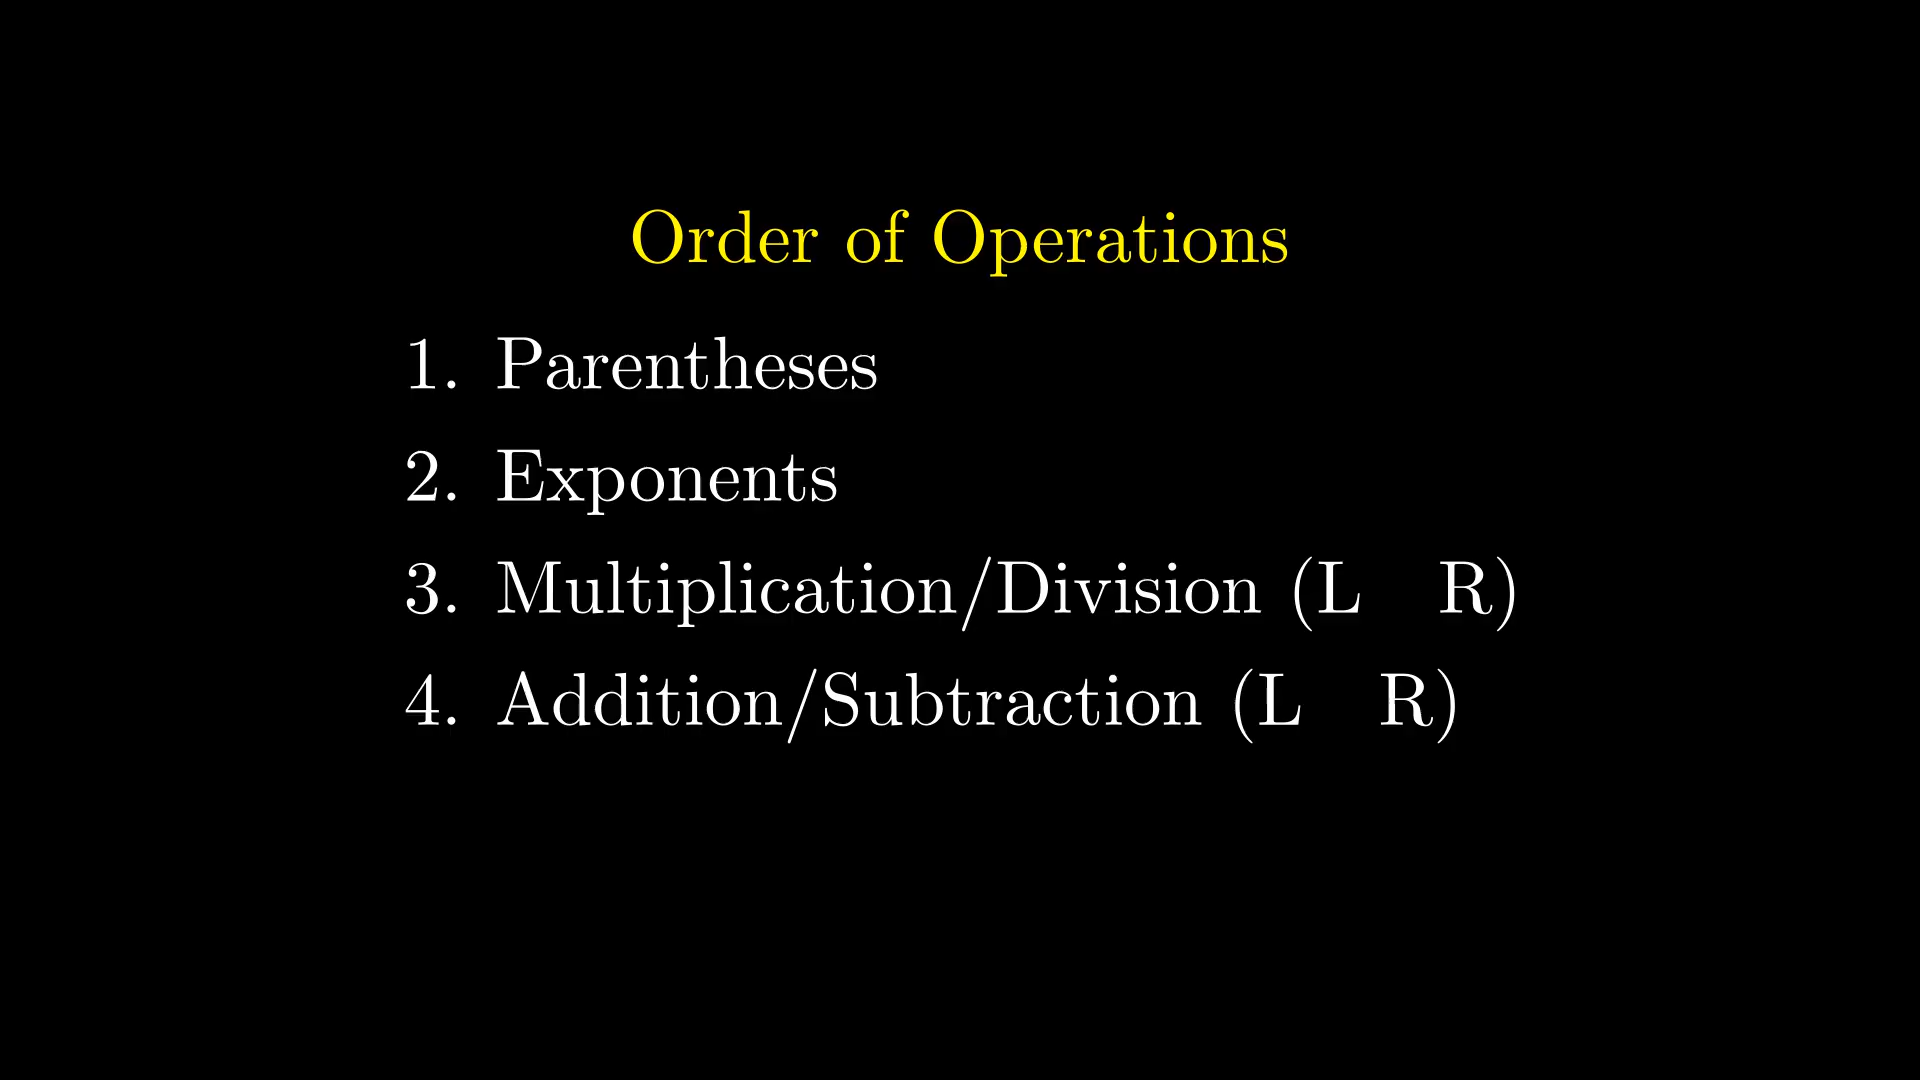 Order of Operations
1. Parentheses
2. Exponents
3. Multiplication/Division (L R)
4. Addition/Subtraction (L R)